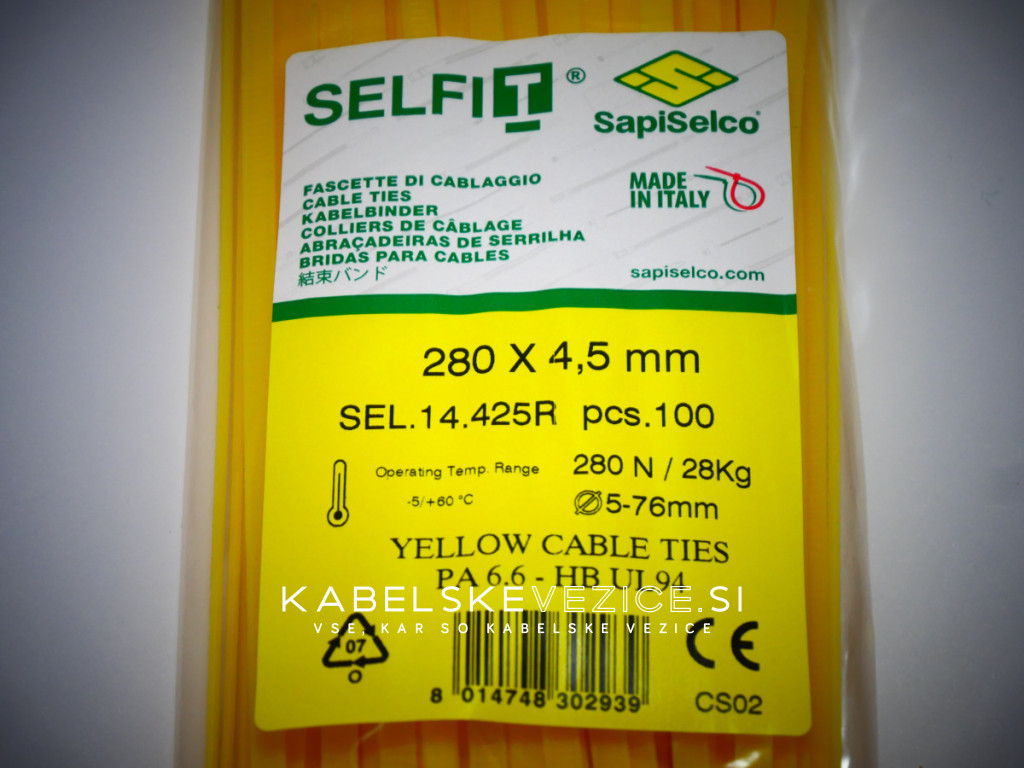 SELFIT®
SapiSelco®
FASCETTE DI CABLAGGIO
CABLE TIES
KABELBINDER
COLLIERS DE CÂBLAGE
ABRAÇADEIRAS DE SERRILHA
BRIDAS PARA CABLES
結束バンド
MADE
IN ITALY
sapiselco.com
280 X 4,5 mm
SEL.14.425R pcs.100
Operating Temp. Range
-5/+60 °C
280 N / 28Kg
Ø5-76mm
YELLOW CABLE TIES
PA 6.6 - HB UL94
KABELSKEVEZICE.SI
VSE, KAR SO KABELSKE VEZICE
07
O
8 014748 302939
CE
CS02